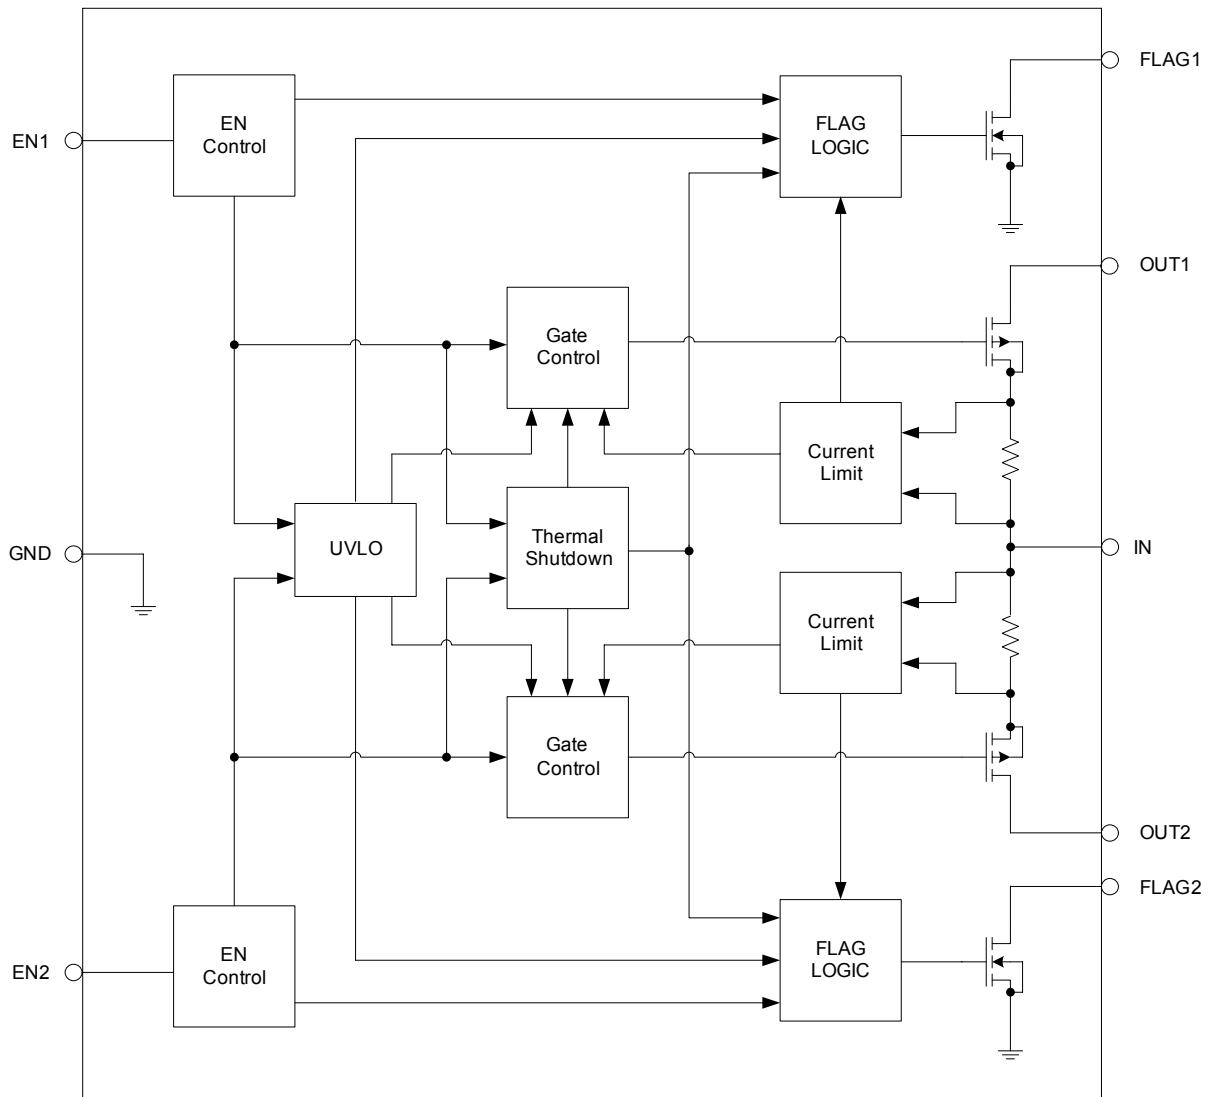 FLAG1
EN
Control
FLAG
LOGIC
EN1
OUT1
Gate
Control
Current
Limit
UVLO
Thermal
Shutdown
GND
IN
Current
Limit
Gate
Control
OUT2
FLAG2
EN
Control
FLAG
LOGIC
EN2